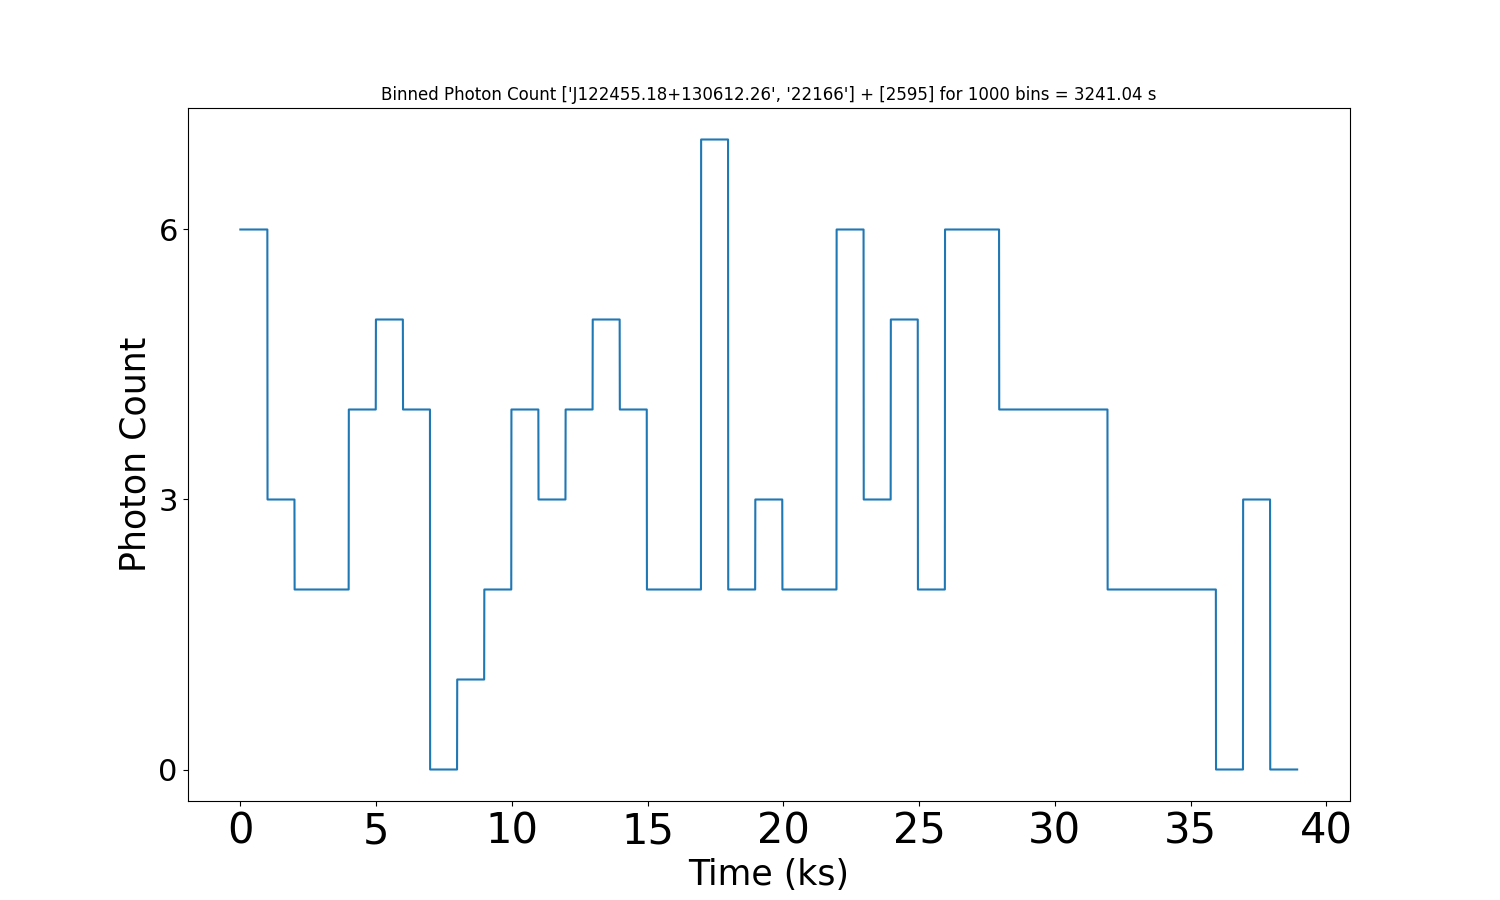 Binned Photon Count ['J122455.18+130612.26', '22166'] + [2595] for 1000 bins = 3241.04 s
Photon Count
6
3
0
0 5 10 15 20 25 30 35 40
Time (ks)